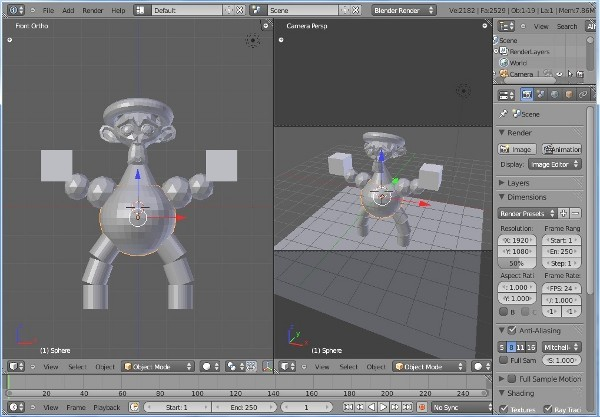 File Add Render Help Default Scene Blender Render Ve:2182 | Fa:2529 | Ob:1-19 | La:1 | Mem:7.86M
Front Ortho
Camera Persp
(1) Sphere
(1) Sphere
View Select Object Object Mode
View Select Object Object Mode
20 40 60 80 100 120 140 160 180 200 220 240
View Frame Playback Start: 1 End: 250 1 No Sync
View Search All
Scene
RenderLayers
World
Camera
Scene
Render
Image Animation
Display: Image Editor
Layers
Dimensions
Render Presets
Resolution: Frame Rang
X: 1920 Start: 1
Y: 1080 En: 250
50% Step: 1
Aspect Rati Frame Rate:
: 1.000 FPS: 24
Y: 1.000 /: 1.000
B C 1 1
Anti-Aliasing
5 8 11 16 Mitchell-
Full Sam S: 1.000
Full Sample Motion
Shading
Textures Ray Trac